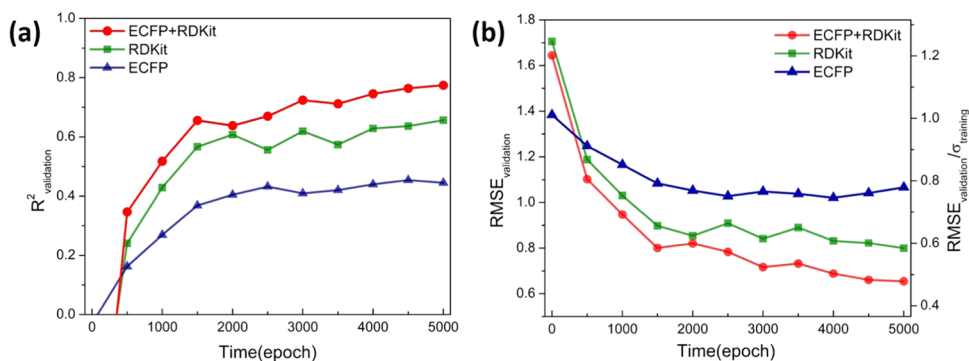 (a)
1.0
0.8
0.6
0.4
0.2
0.0
R²validation
ECFP+RDKit
RDKit
ECFP
0 1000 2000 3000 4000 5000
Time(epoch)
(b)
1.8
1.6
1.4
1.2
1.0
0.8
0.6
RMSEvalidation
ECFP+RDKit
RDKit
ECFP
1.2
1.0
0.8
0.6
0.4
RMSEvalidation/σtraining
0 1000 2000 3000 4000 5000
Time(epoch)